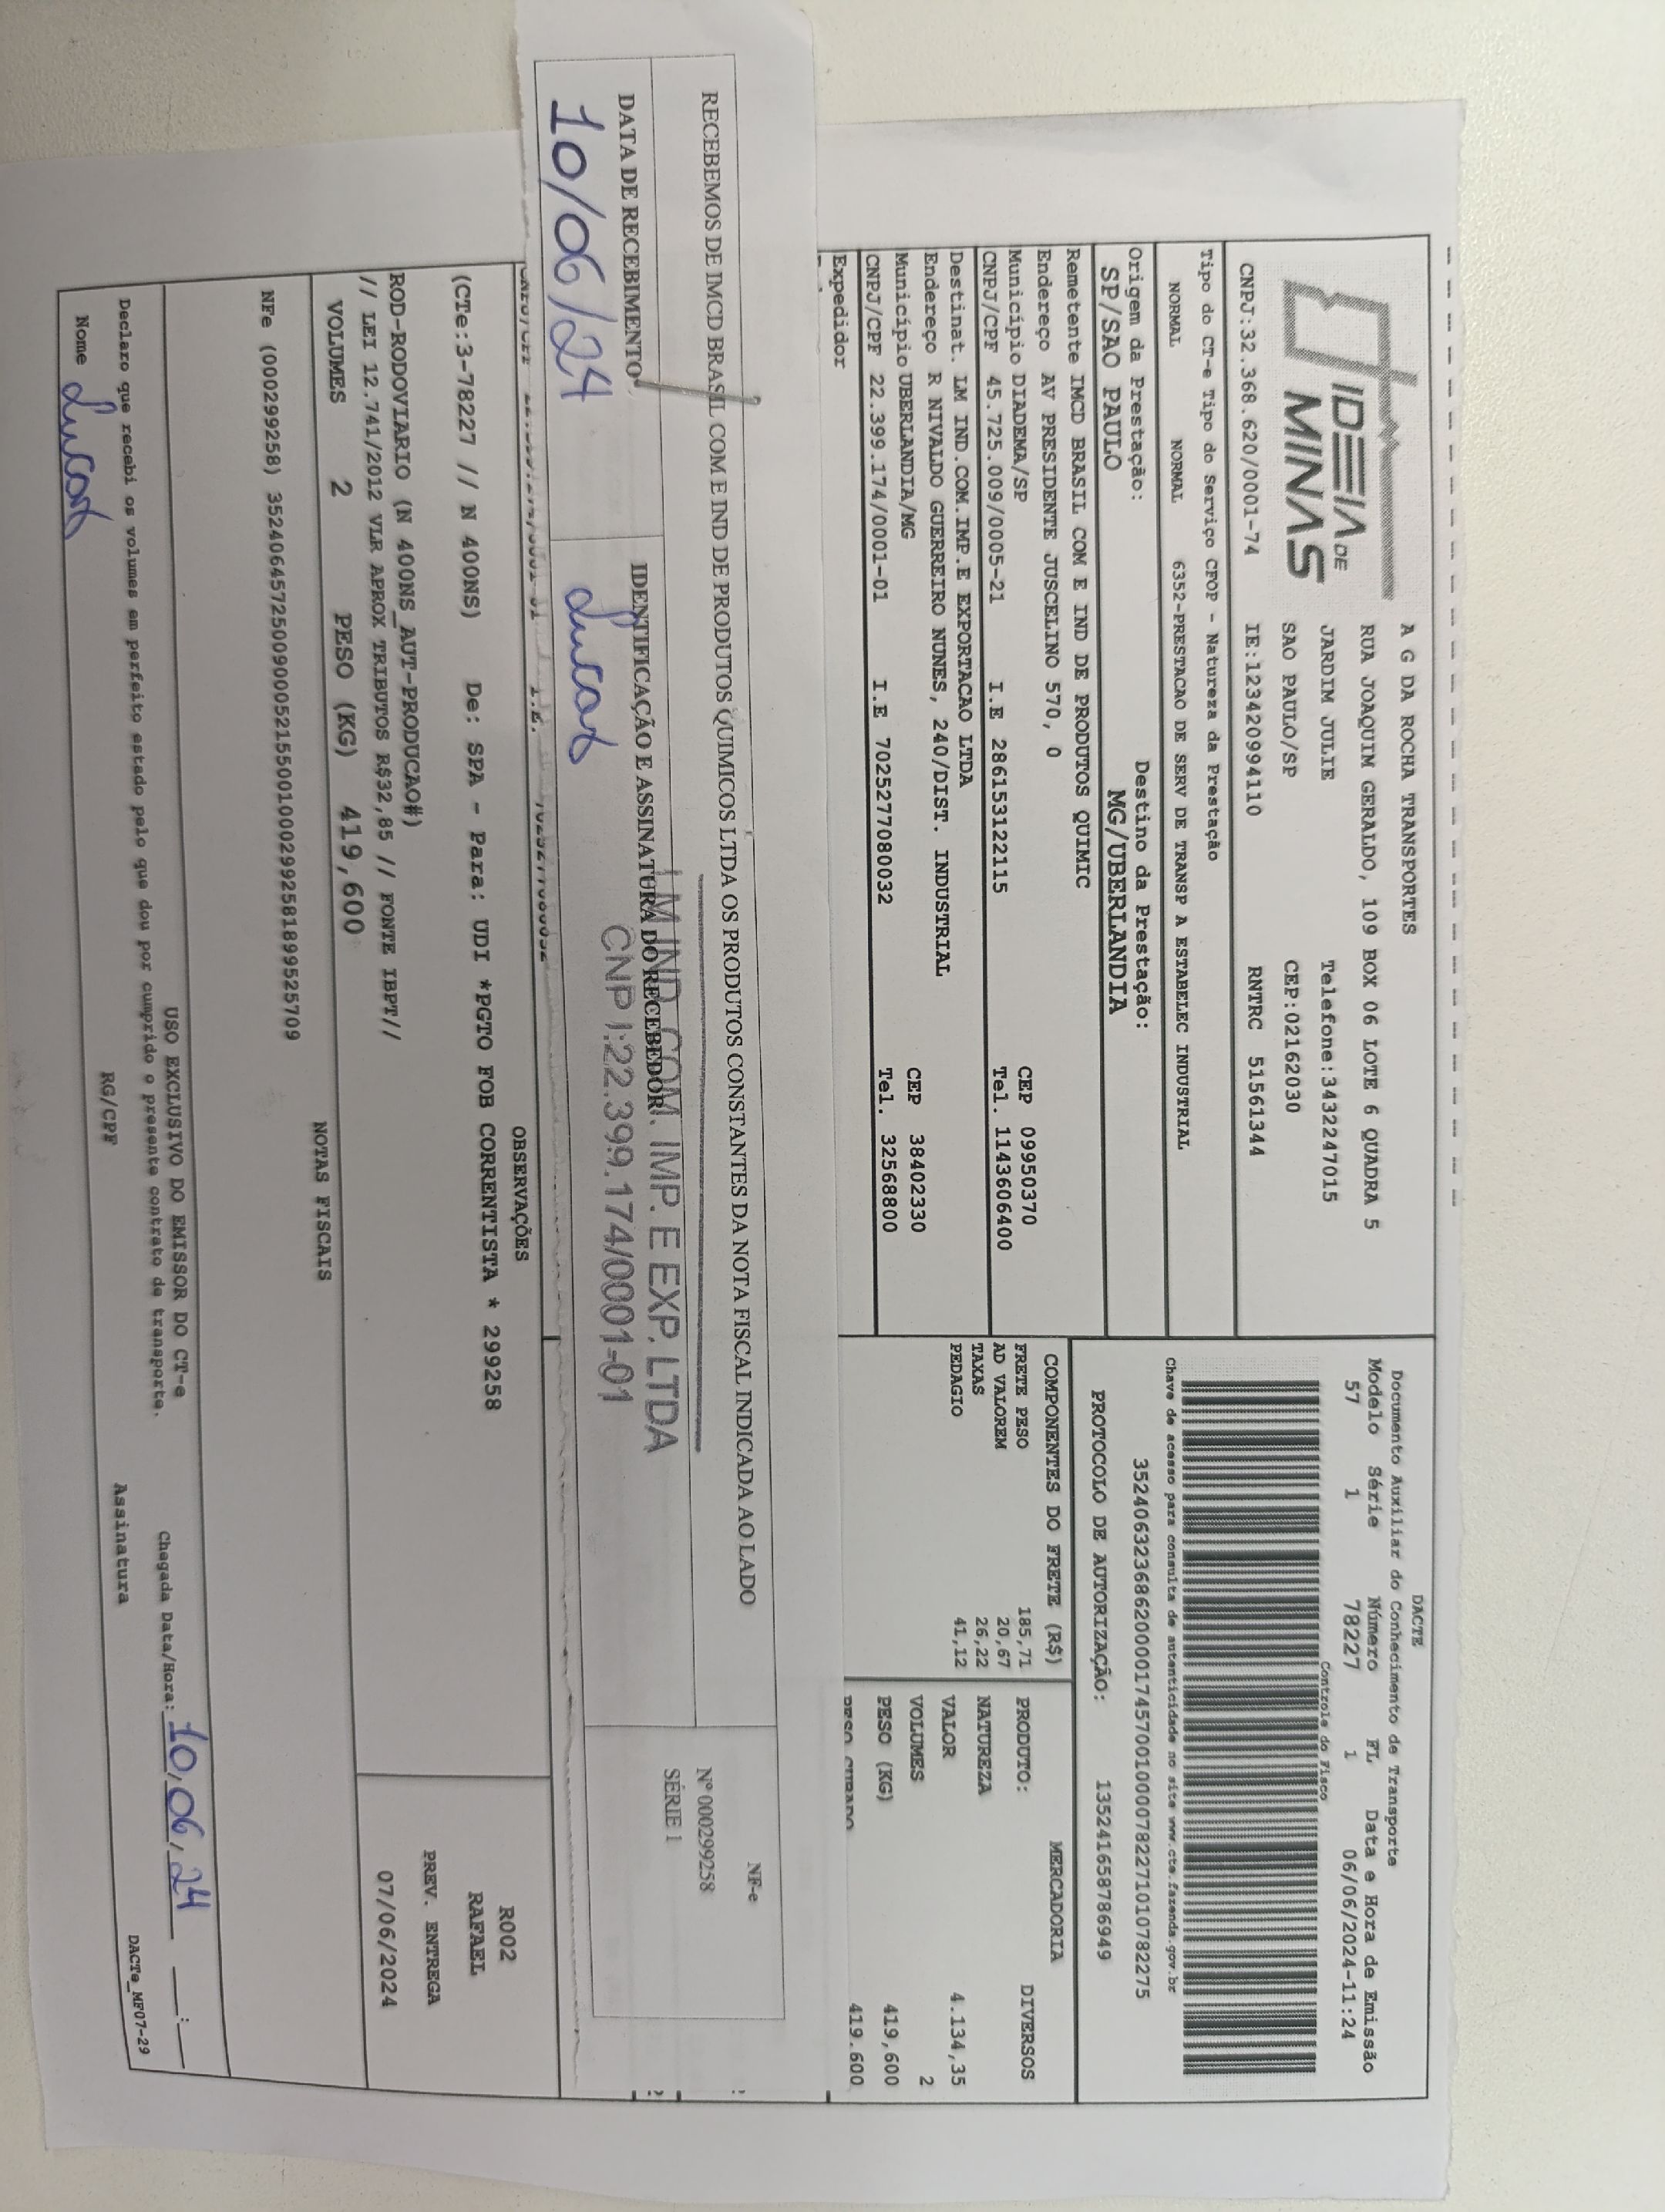 IDEIA DE
MINAS
A G DA ROCHA TRANSPORTES
RUA JOAQUIM GERALDO, 109 BOX 06 LOTE 6 QUADRA 5
JARDIM JULIE Telefone:3432247015
SAO PAULO/SP CEP:02162030
CNPJ:32.368.620/0001-74 IE:123420994110 RNTRC 51561344
DACTE
Documento Auxiliar do Conhecimento de Transporte
Modelo Série Número FL Data e Hora de Emissão
57 1 78227 1 06/06/2024-11:24
Controle do Fisco
Tipo do CT-e Tipo do Serviço CFOP - Natureza da Prestação
NORMAL NORMAL 6352-PRESTACAO DE SERV DE TRANSP A ESTABELEC INDUSTRIAL
Chave de acesso para consulta de autenticidade no site www.cte.fazenda.gov.br
35240632368620000174570010000782271010782275
Origem da Prestação: Destino da Prestação:
SP/SAO PAULO MG/UBERLANDIA
PROTOCOLO DE AUTORIZAÇÃO: 135241658786949
Remetente IMCD BRASIL COM E IND DE PRODUTOS QUIMIC
Endereço AV PRESIDENTE JUSCELINO 570, 0
Município DIADEMA/SP CEP 09950370
CNPJ/CPF 45.725.009/0005-21 I.E 286153122115 Tel. 1143606400
Destinat. LM IND.COM.IMP.E EXPORTACAO LTDA
Endereço R NIVALDO GUERREIRO NUNES, 240/DIST. INDUSTRIAL
Município UBERLANDIA/MG CEP 38402330
CNPJ/CPF 22.399.174/0001-01 I.E 7025277080032 Tel. 32568800
Expedidor
COMPONENTES DO FRETE (R$)
FRETE PESO 185,71
AD VALOREM 20,67
TAXAS 26,22
PEDAGIO 41,12
MERCADORIA
PRODUTO: DIVERSOS
NATUREZA
VALOR 4.134,35
VOLUMES 2
PESO (KG) 419,600
PESO CUBADO 419.600
RECEBEMOS DE IMCD BRASIL COM E IND DE PRODUTOS QUIMICOS LTDA OS PRODUTOS CONSTANTES DA NOTA FISCAL INDICADA AO LADO
NF-e
Nº 000299258
SÉRIE 1
DATA DE RECEBIMENTO IDENTIFICAÇÃO E ASSINATURA DO RECEBEDOR
10/06/24 Lucas
LM IND. COM. IMP. E EXP. LTDA
CNPJ:22.399.174/0001-01
OBSERVAÇÕES
(CTe:3-78227 // N 400NS) De: SPA - Para: UDI *PGTO FOB CORRENTISTA * 299258
ROD-RODOVIARIO (N 400NS_AUT-PRODUCAO#)
// LEI 12.741/2012 VLR APROX TRIBUTOS R$32,85 // FONTE IBPT//
R002
RAFAEL
PREV. ENTREGA
07/06/2024
VOLUMES 2 PESO (KG) 419,600
NOTAS FISCAIS
NFe (000299258) 35240645725009000521550010002992581899525709
USO EXCLUSIVO DO EMISSOR DO CT-e
Declaro que recebi os volumes em perfeito estado pelo que dou por cumprido o presente contrato de transporte.
Chegada Data/Hora: 10/06/24 __:__
Nome Lucas RG/CPF Assinatura
DACTe_MF07-29